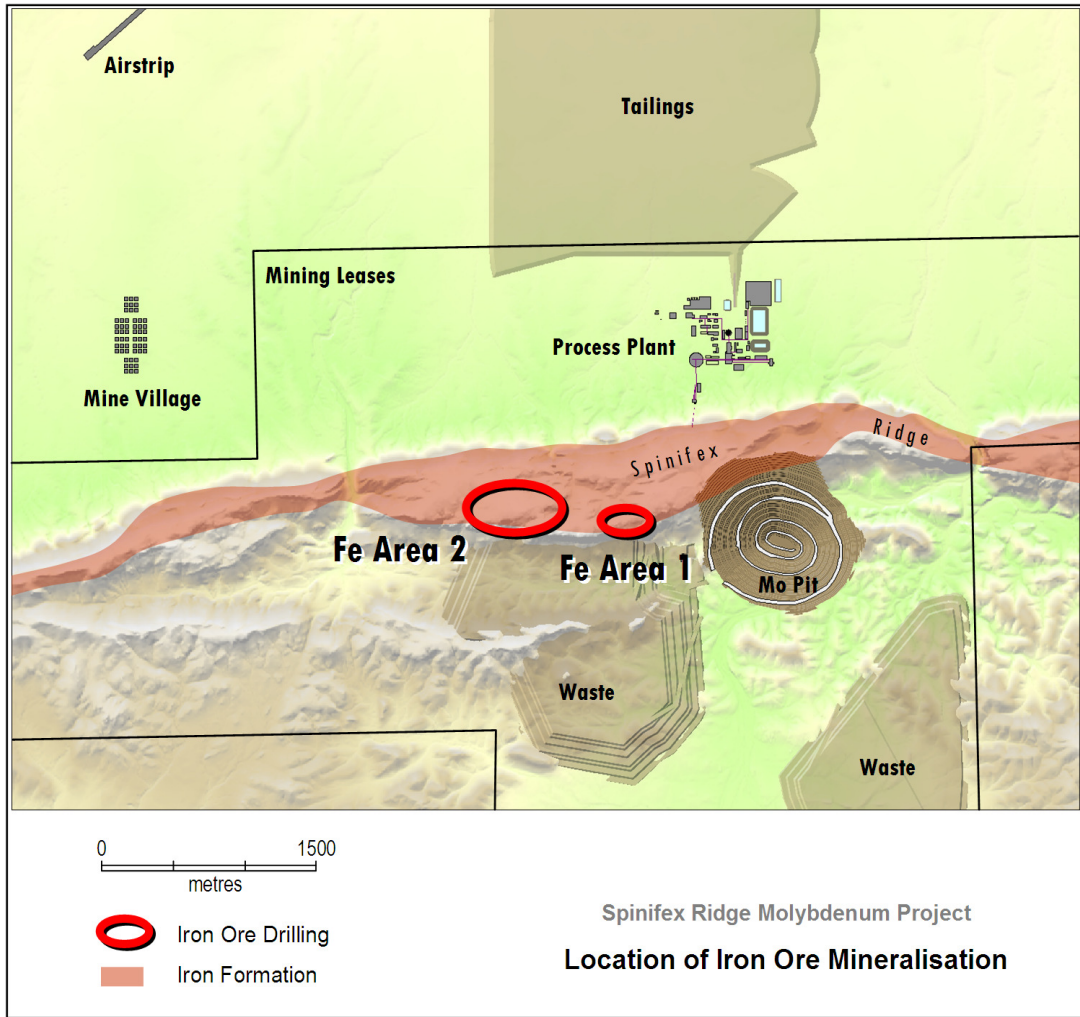 Airstrip
Tailings
Mining Leases
Process Plant
Mine Village
Spinifex Ridge
Fe Area 2
Fe Area 1
Mo Pit
Waste
Waste
0 1500
metres
Iron Ore Drilling
Iron Formation
Spinifex Ridge Molybdenum Project
Location of Iron Ore Mineralisation